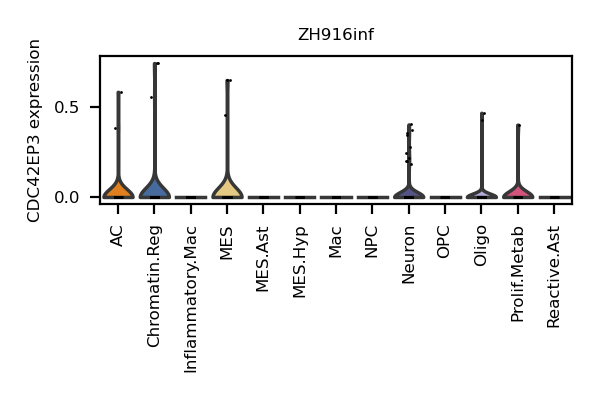 ZH916inf
CDC42EP3 expression
0.5
0.0
AC
Chromatin.Reg
Inflammatory.Mac
MES
MES.Ast
MES.Hyp
Mac
NPC
Neuron
OPC
Oligo
Prolif.Metab
Reactive.Ast